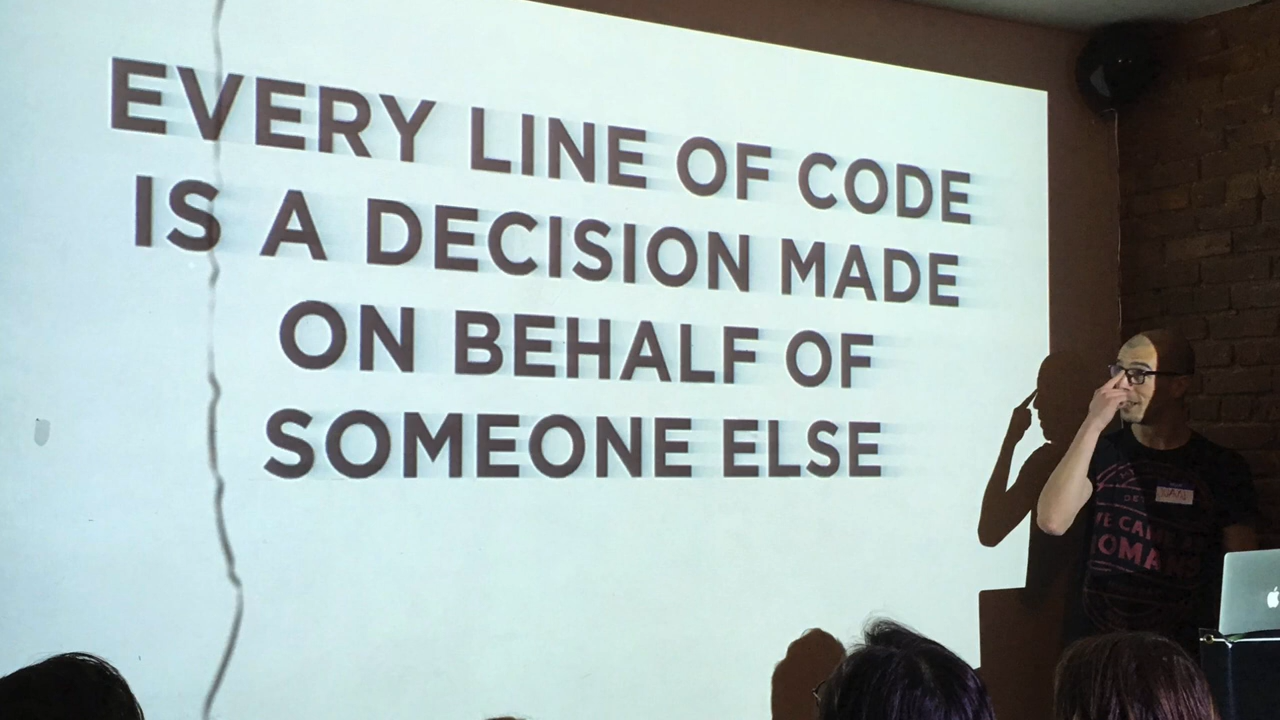 EVERY LINE OF CODE
IS A DECISION MADE
ON BEHALF OF
SOMEONE ELSE